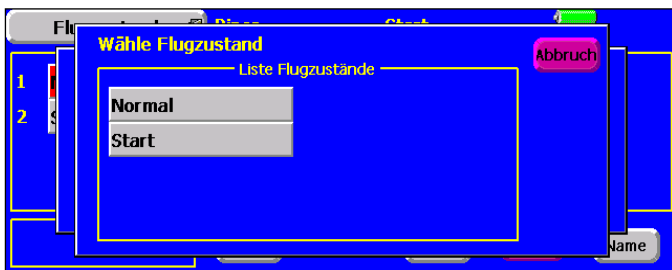 Wähle Flugzustand
Abbruch
Liste Flugzustände
Normal
Start
1
2
Name